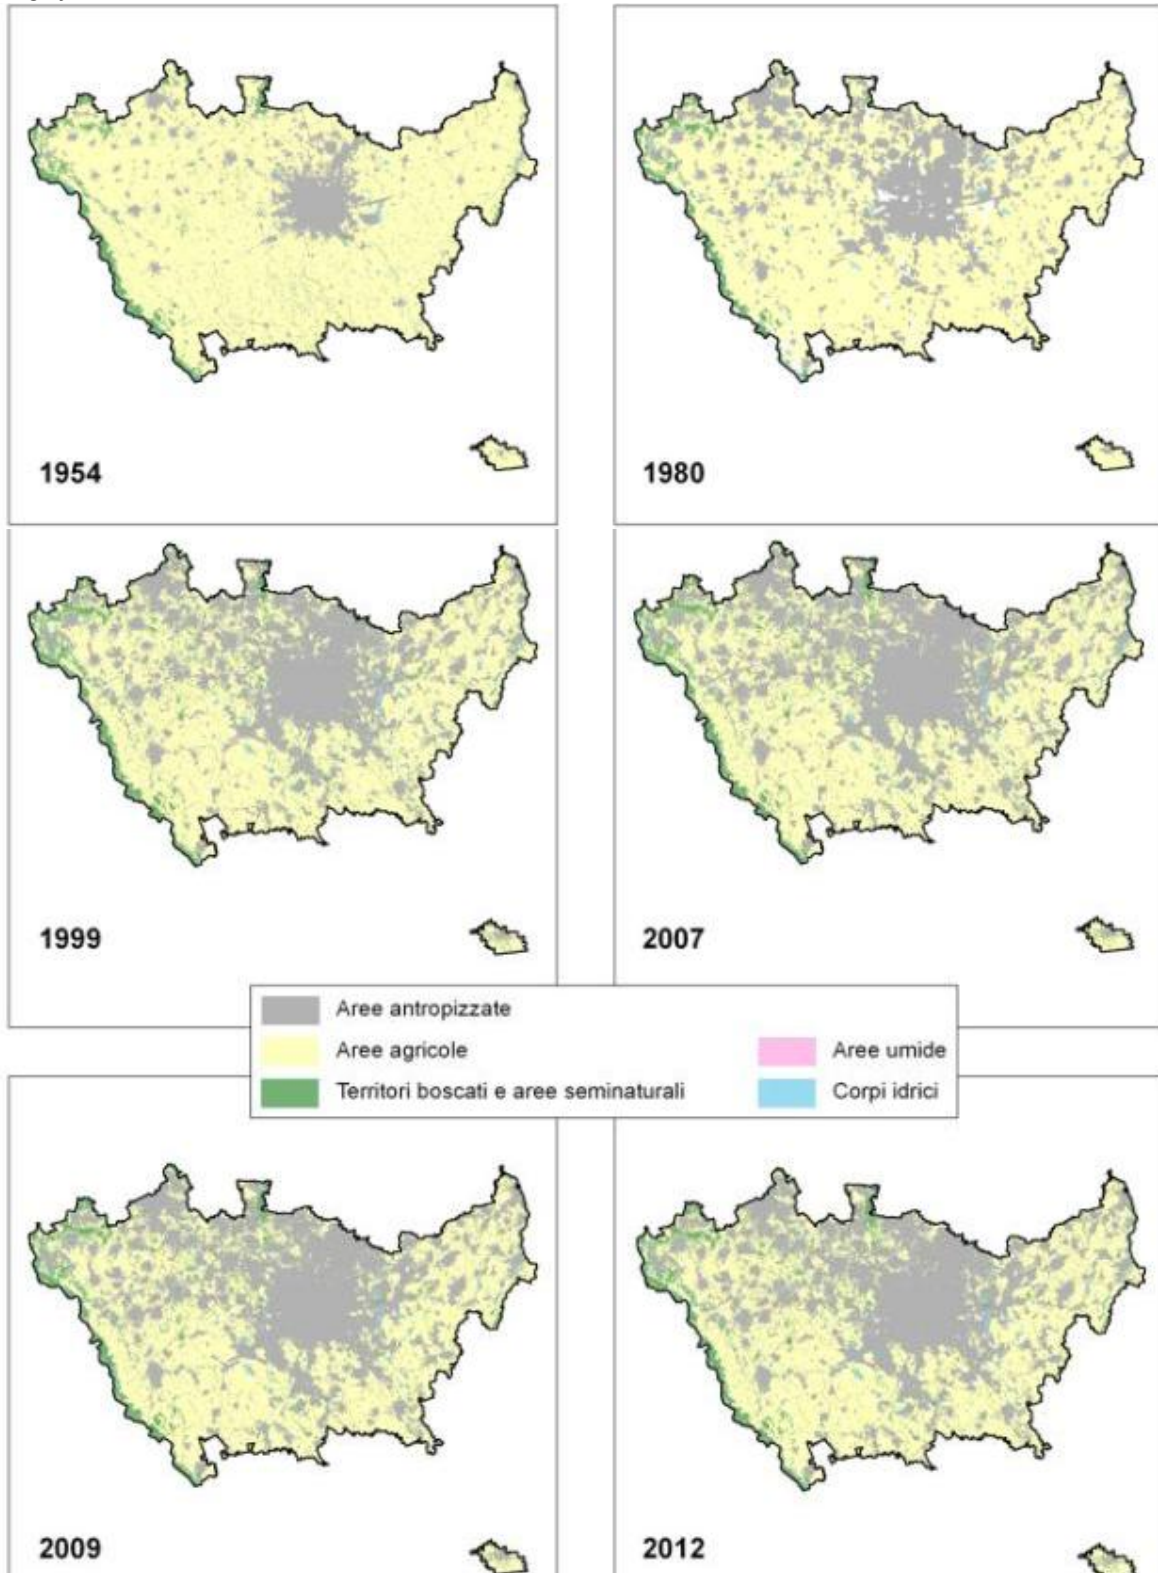 1954
1980
1999
2007
Aree antropizzate
Aree agricole
Aree umide
Territori boscati e aree seminaturali
Corpi idrici
2009
2012